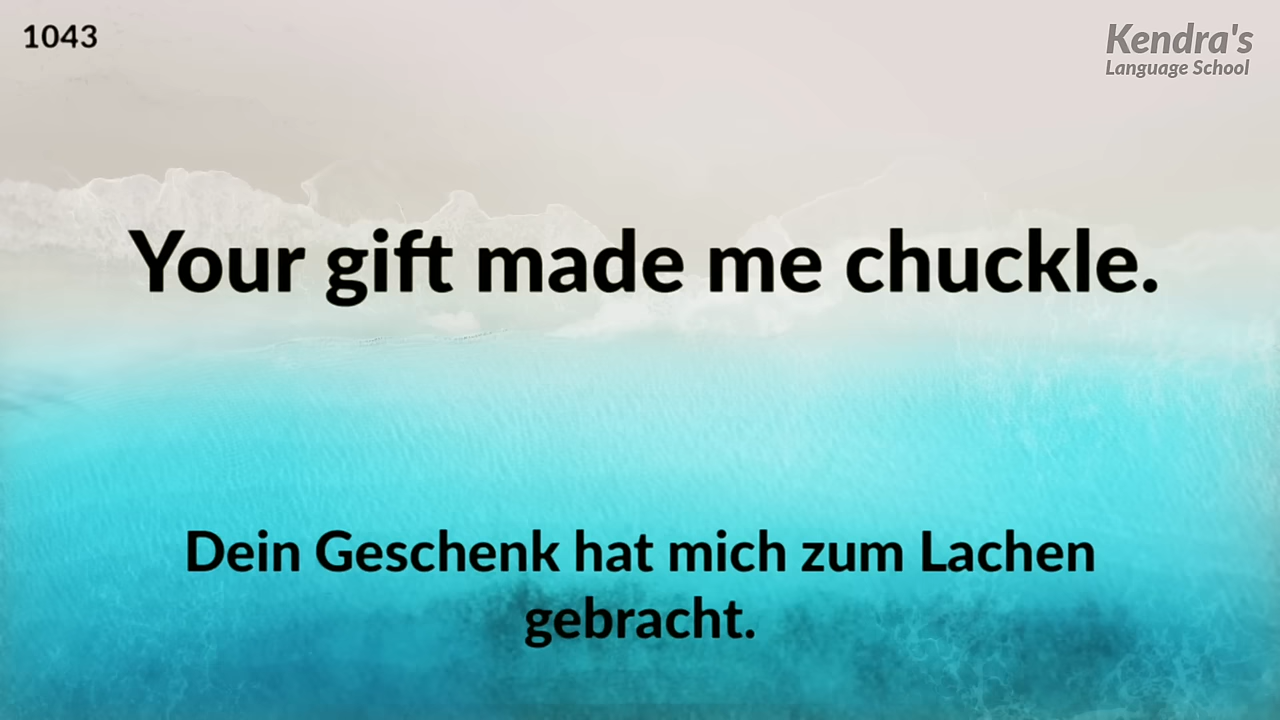 1043
Kendra's
Language School
Your gift made me chuckle.
Dein Geschenk hat mich zum Lachen
gebracht.